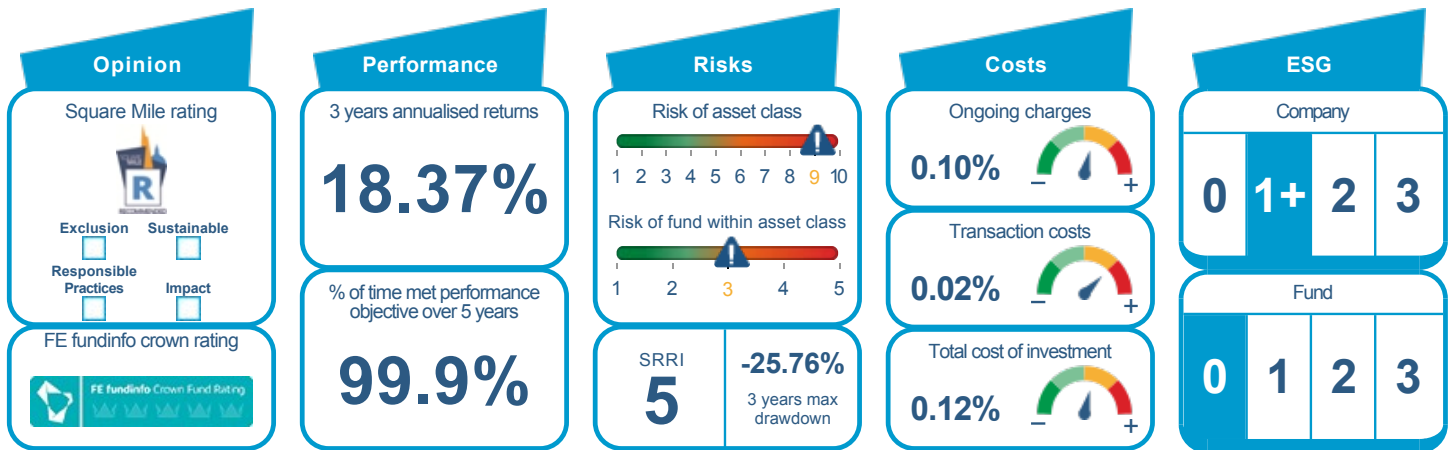 Opinion
Square Mile rating
R
RECOMMENDED
Exclusion
Sustainable
Responsible
Practices
Impact
FE fundinfo crown rating
FE fundinfo Crown Fund Rating
Performance
3 years annualised returns
18.37%
% of time met performance
objective over 5 years
99.9%
Risks
Risk of asset class
1 2 3 4 5 6 7 8 9 10
Risk of fund within asset class
1 2 3 4 5
SRRI
5
-25.76%
3 years max
drawdown
Costs
Ongoing charges
0.10%
− +
Transaction costs
0.02%
− +
Total cost of investment
0.12%
− +
ESG
Company
0 1+ 2 3
Fund
0 1 2 3